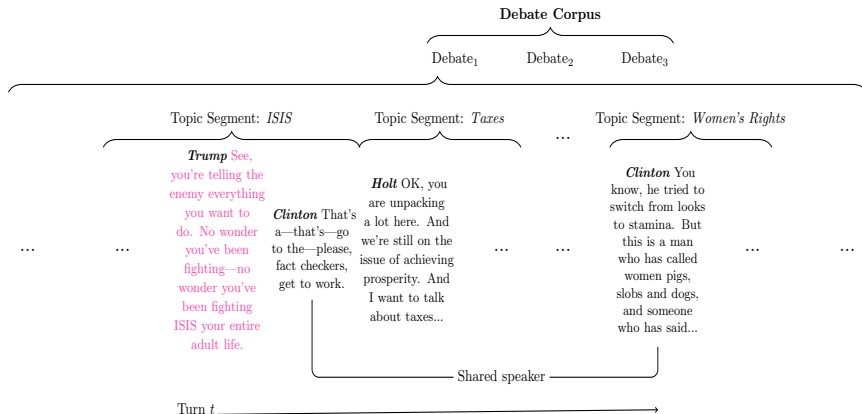 Debate Corpus
Debate1 Debate2 Debate3
Topic Segment: ISIS
Topic Segment: Taxes
...
Topic Segment: Women's Rights
...
...
Trump See,
you're telling the
enemy everything
you want to
do. No wonder
you've been
fighting—no
wonder you've
been fighting
ISIS your entire
adult life.
Clinton That's
a—that's—go
to the—please,
fact checkers,
get to work.
Holt OK, you
are unpacking
a lot here. And
we're still on the
issue of achieving
prosperity. And
I want to talk
about taxes...
...
...
Clinton You
know, he tried to
switch from looks
to stamina. But
this is a man
who has called
women pigs,
slobs and dogs,
and someone
who has said...
...
...
Shared speaker
Turn t